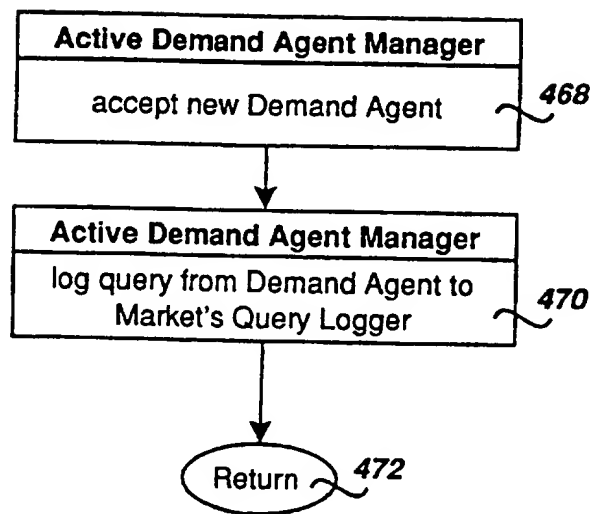 Active Demand Agent Manager
accept new Demand Agent
468
Active Demand Agent Manager
log query from Demand Agent to
Market's Query Logger
470
Return
472